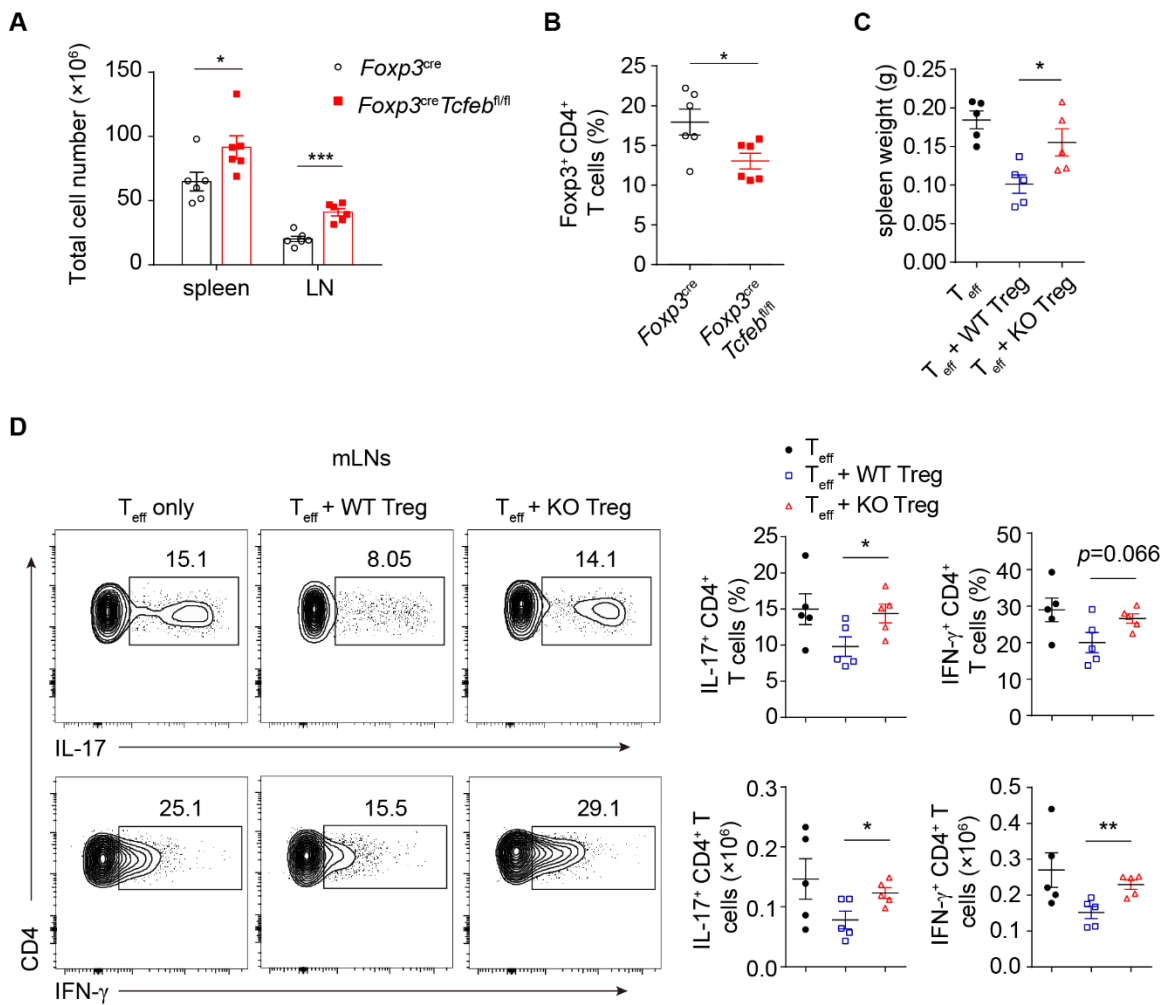 A
Total cell number (×10⁶)
150
100
50
0
*
***
spleen
LN
Foxp3ᶜʳᵉ
Foxp3ᶜʳᵉTcfebᶠˡ/ᶠˡ
B
Foxp3⁺ CD4⁺
T cells (%)
25
20
15
10
5
0
*
Foxp3ᶜʳᵉ
Foxp3ᶜʳᵉ
Tcfebᶠˡ/ᶠˡ
C
spleen weight (g)
0.25
0.20
0.15
0.10
0.05
0.00
*
Teff
Teff + WT Treg
Teff + KO Treg
D
mLNs
Teff only
Teff + WT Treg
Teff + KO Treg
15.1
8.05
14.1
IL-17
25.1
15.5
29.1
CD4
IFN-γ
Teff
Teff + WT Treg
Teff + KO Treg
IL-17⁺ CD4⁺
T cells (%)
25
20
15
10
5
0
*
IFN-γ⁺ CD4⁺
T cells (%)
50
40
30
20
10
0
p=0.066
IL-17⁺ CD4⁺ T
cells (×10⁶)
0.3
0.2
0.1
0.0
*
IFN-γ⁺ CD4⁺ T
cells (×10⁶)
0.5
0.4
0.3
0.2
0.1
0.0
**